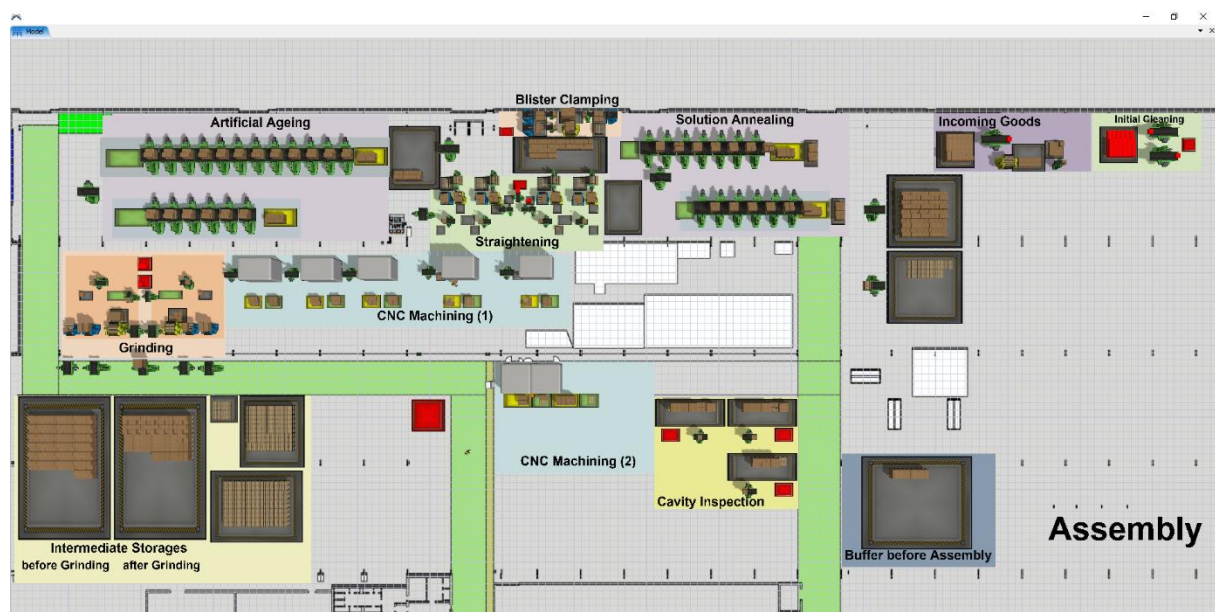 Model
Blister Clamping
Artificial Ageing
Solution Annealing
Incoming Goods
Initial Cleaning
Straightening
CNC Machining (1)
Grinding
CNC Machining (2)
Cavity Inspection
Intermediate Storages
before Grinding after Grinding
Buffer before Assembly
Assembly